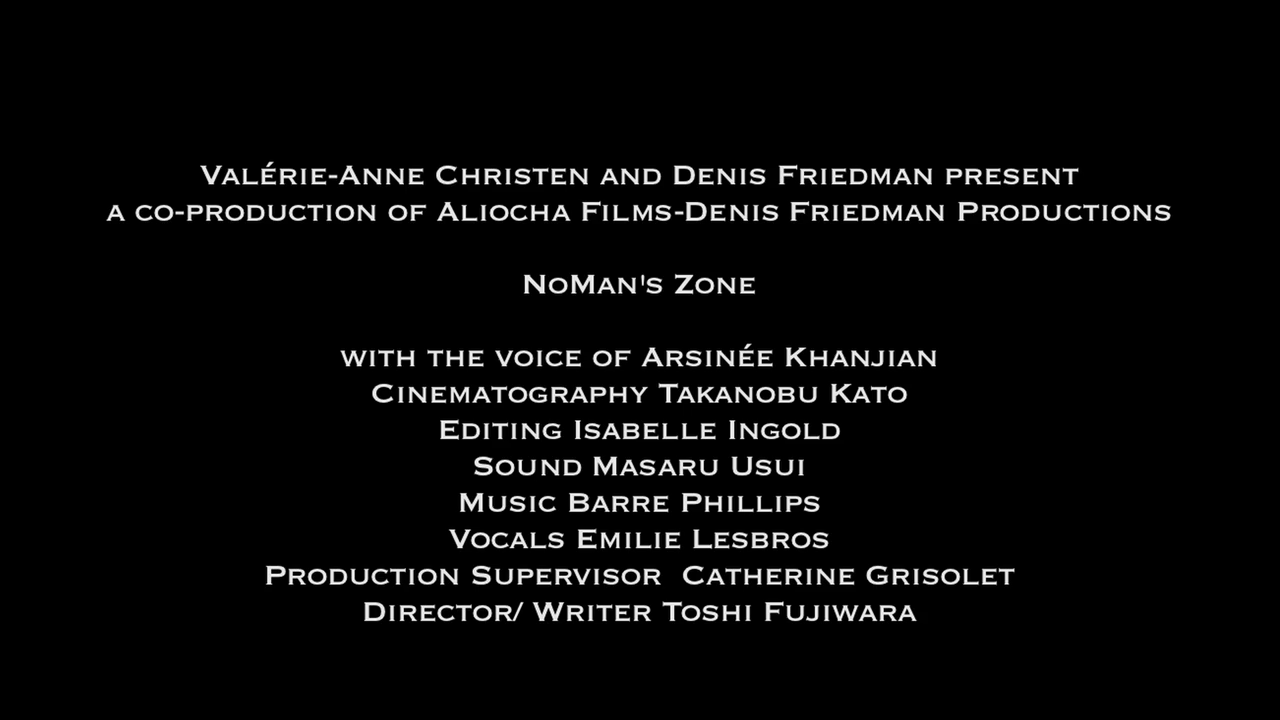 Valérie-Anne Christen and Denis Friedman present
a co-production of Aliocha Films-Denis Friedman Productions
NoMan's Zone
with the voice of Arsinée Khanjian
Cinematography Takanobu Kato
Editing Isabelle Ingold
Sound Masaru Usui
Music Barre Phillips
Vocals Emilie Lesbros
Production Supervisor  Catherine Grisolet
Director/ Writer Toshi Fujiwara